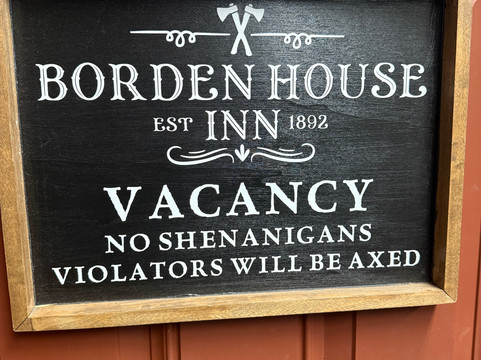 BORDEN HOUSE
EST INN 1892
VACANCY
NO SHENANIGANS
VIOLATORS WILL BE AXED